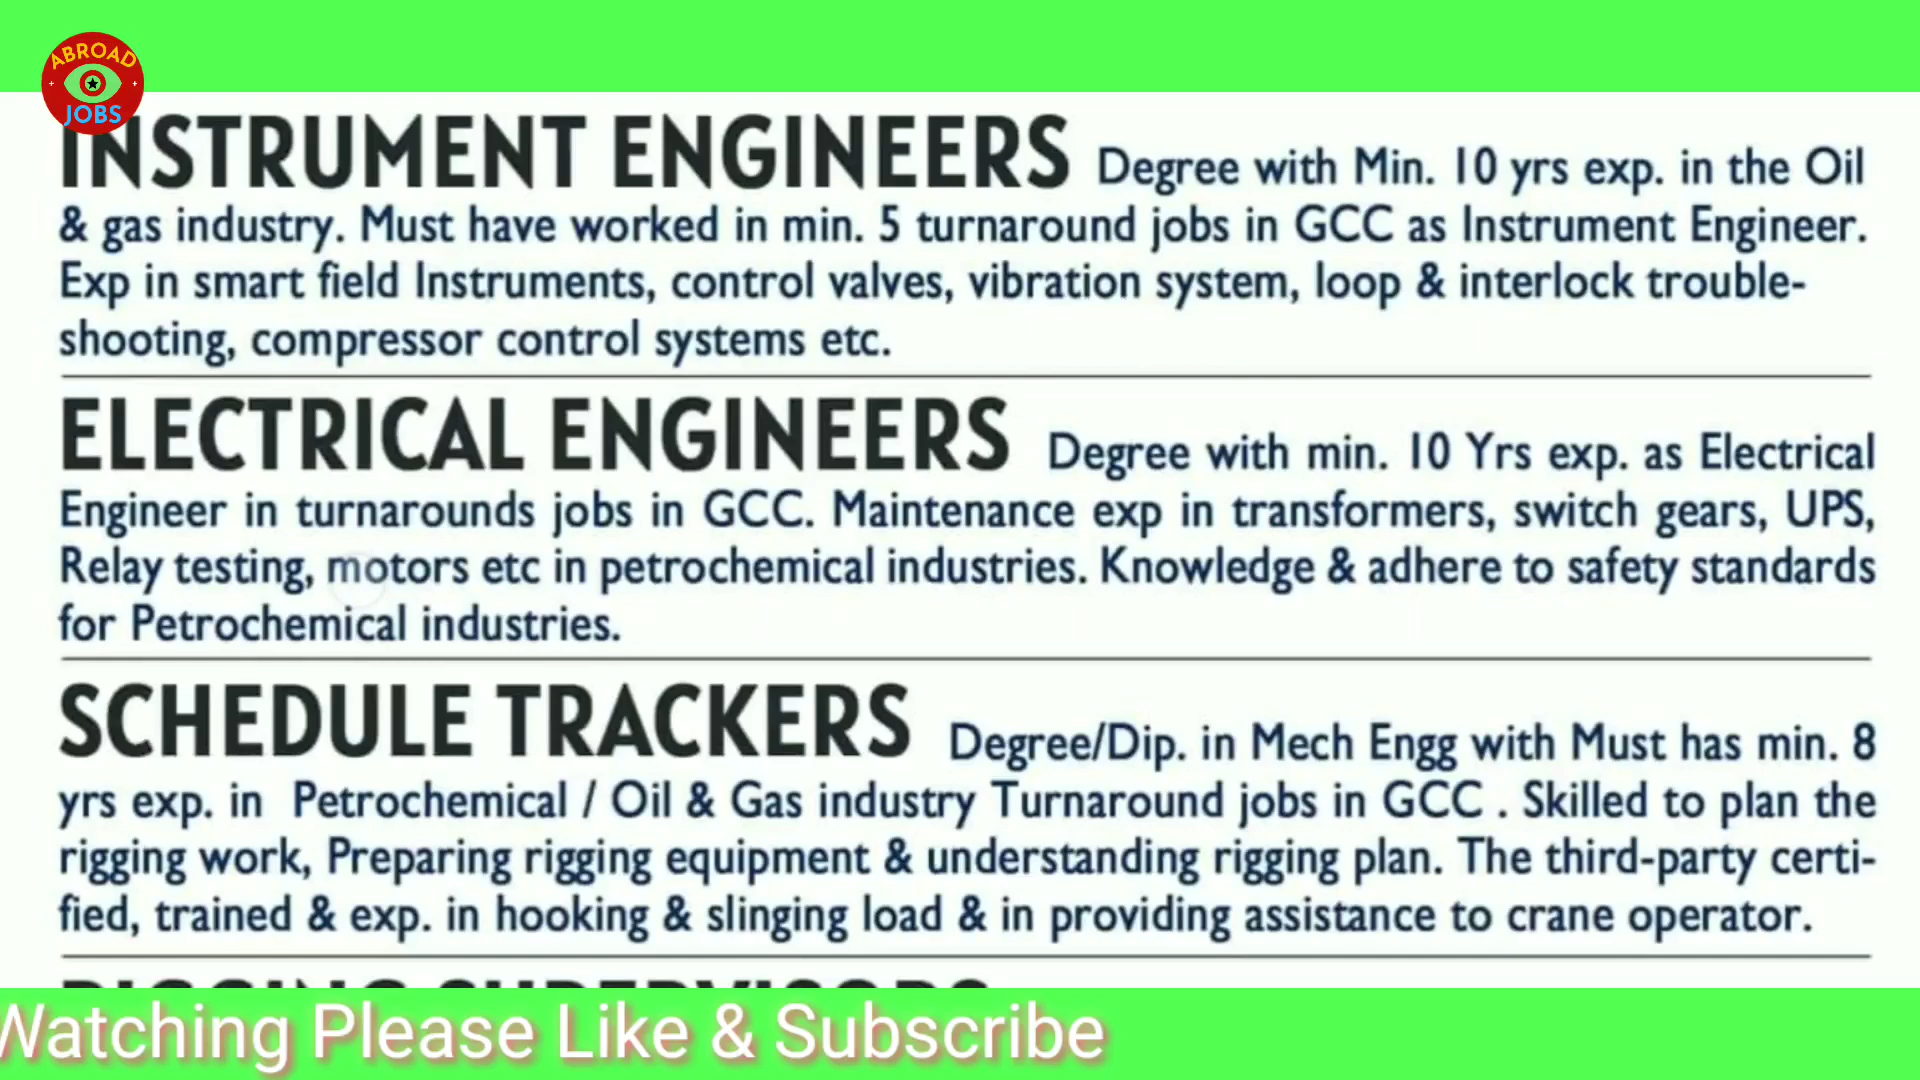 ABROAD
JOBS
INSTRUMENT ENGINEERS Degree with Min. 10 yrs exp. in the Oil
& gas industry. Must have worked in min. 5 turnaround jobs in GCC as Instrument Engineer.
Exp in smart field Instruments, control valves, vibration system, loop & interlock trouble-
shooting, compressor control systems etc.
ELECTRICAL ENGINEERS Degree with min. 10 Yrs exp. as Electrical
Engineer in turnarounds jobs in GCC. Maintenance exp in transformers, switch gears, UPS,
Relay testing, motors etc in petrochemical industries. Knowledge & adhere to safety standards
for Petrochemical industries.
SCHEDULE TRACKERS Degree/Dip. in Mech Engg with Must has min. 8
yrs exp. in Petrochemical / Oil & Gas industry Turnaround jobs in GCC . Skilled to plan the
rigging work, Preparing rigging equipment & understanding rigging plan. The third-party certi-
fied, trained & exp. in hooking & slinging load & in providing assistance to crane operator.
Watching Please Like & Subscribe